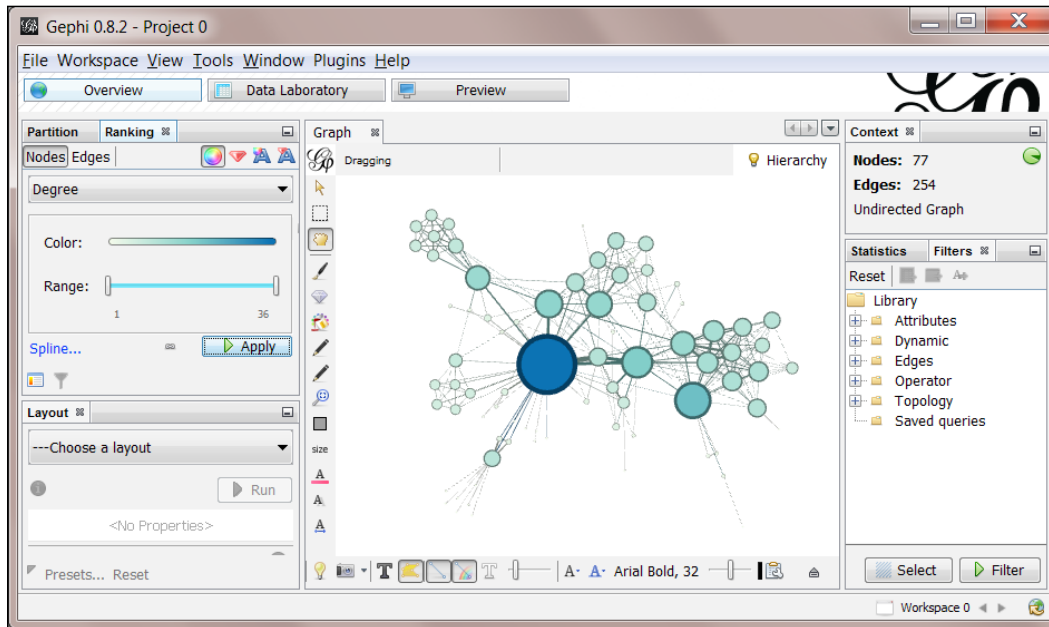 Gephi 0.8.2 - Project 0
File Workspace View Tools Window Plugins Help
Overview
Data Laboratory
Preview
Partition
Ranking
Nodes Edges
Degree
Color:
Range:
1
36
Spline...
Apply
Layout
---Choose a layout
Run
<No Properties>
Presets... Reset
Graph
Dragging
Hierarchy
size
A
A
A
T
T
A- A- Arial Bold, 32
Context
Nodes: 77
Edges: 254
Undirected Graph
Statistics
Filters
Reset
Library
Attributes
Dynamic
Edges
Operator
Topology
Saved queries
Select
Filter
Workspace 0